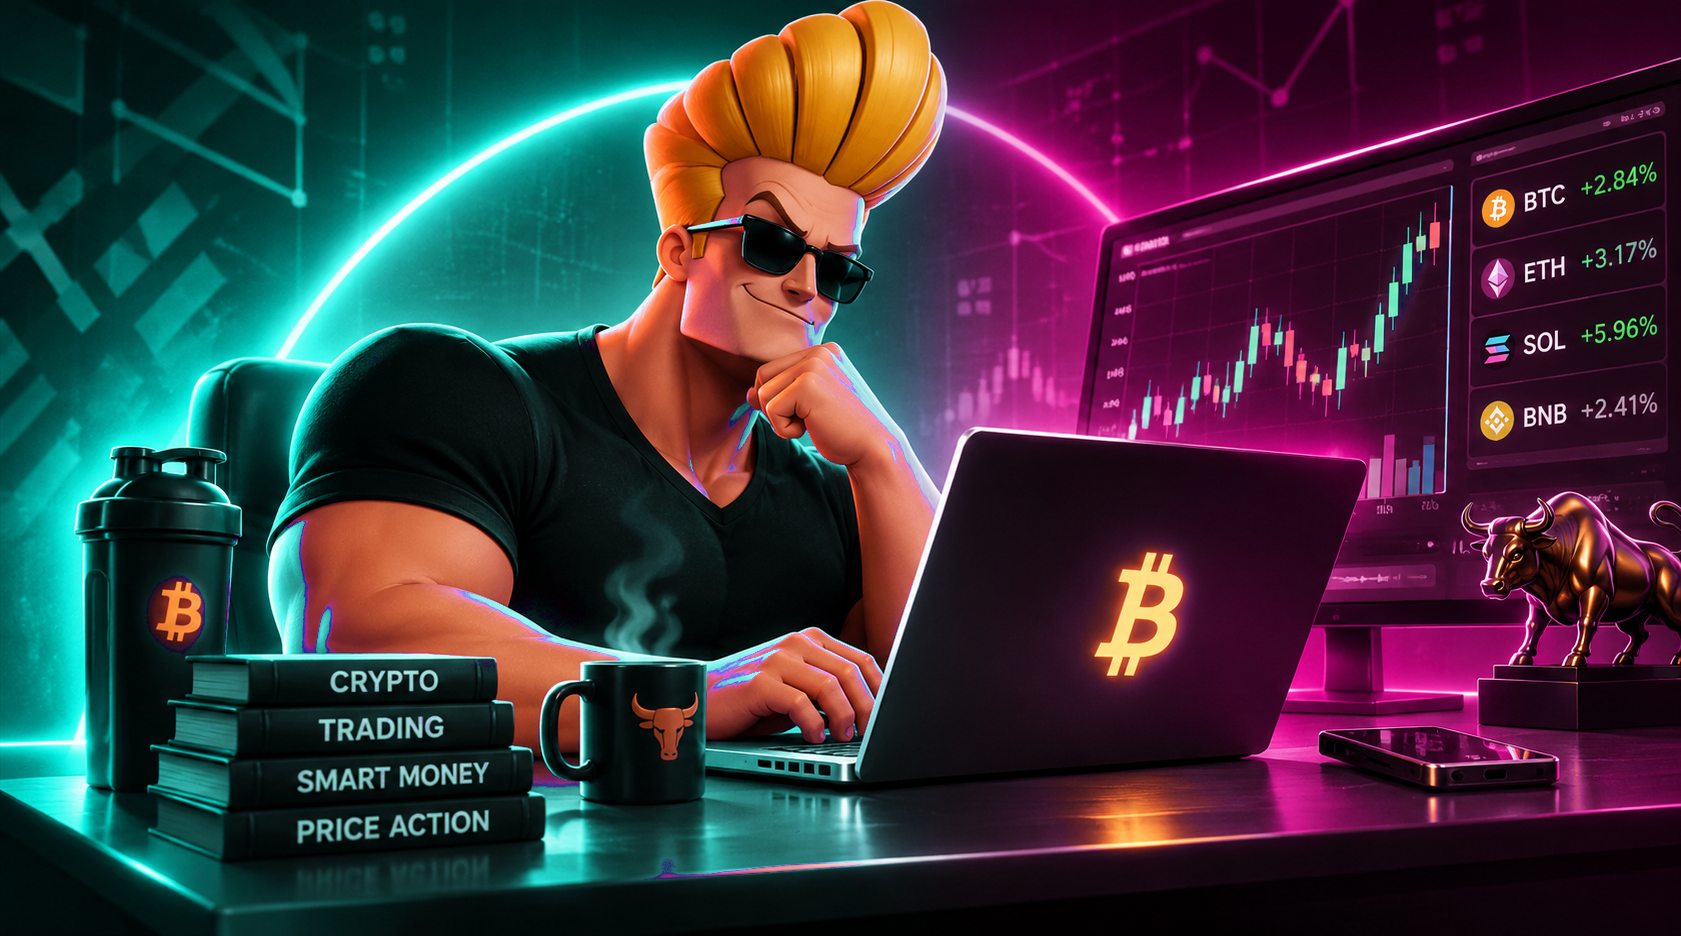 BTC +2.84%
ETH +3.17%
SOL +5.96%
BNB +2.41%
CRYPTO
TRADING
SMART MONEY
PRICE ACTION